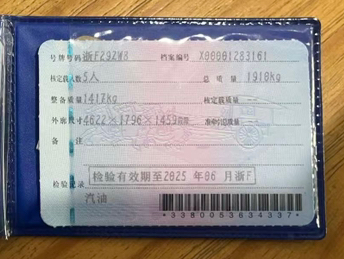 号牌号码 浙F29ZW8 档案编号 X00001283161
核定载人数 5人 总质量 1910kg
整备质量 1417kg 核定载质量 --
外廓尺寸 4622×1796×1459mm 准牵引总质量 --
备注
检验记录 检验有效期至2025年06月浙F
汽油
*3380053634337*